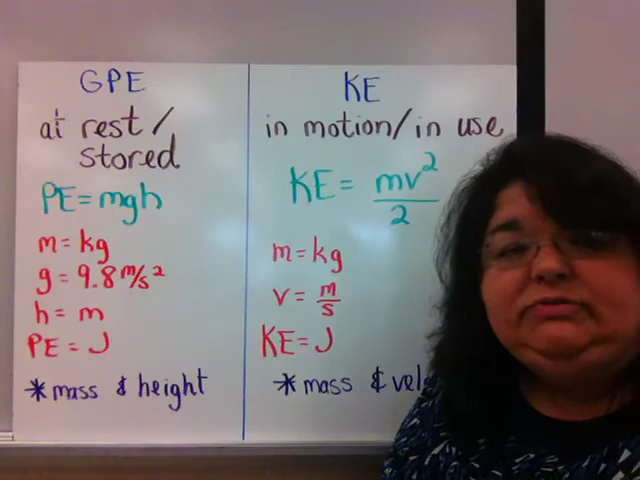 GPE
at rest/
stored
PE=mgh
m=kg
g=9.8 m/s²
h=m
PE=J
*mass & height
KE
in motion/in use
KE= mv²/2
m=kg
v= m/s
KE=J
*mass &